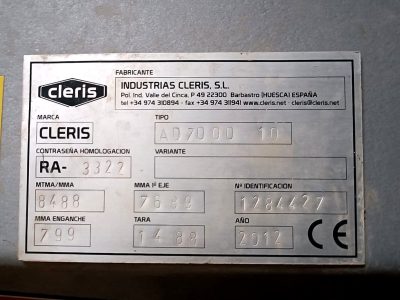 cleris
FABRICANTE
INDUSTRIAS CLERIS, S.L.
Pol. Ind. Valle del Cinca, P 49 22300 Barbastro (HUESCA) ESPAÑA
tel +34 974 310894 - fax +34 974 311941 www.cleris.net - cleris@cleris.net
MARCA TIPO
CLERIS AD7000 10
CONTRASEÑA HOMOLOGACION VARIANTE
RA- 3322
MTMA/MMA MMA 1º EJE Nº IDENTIFICACIÓN
8488 7689 1284427
MMA ENGANCHE TARA AÑO
799 1488 2012 CE